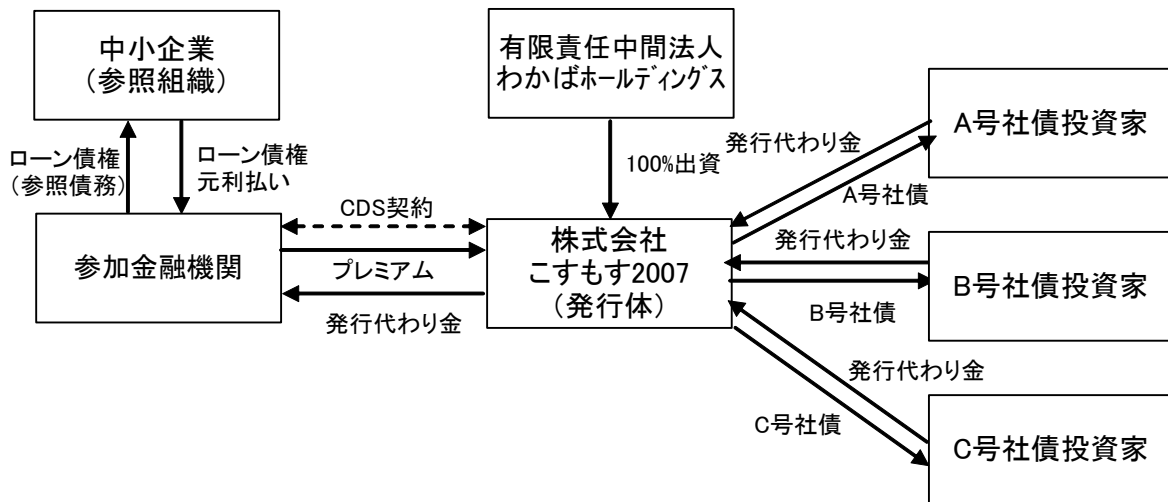 中小企業
（参照組織）
有限責任中間法人
わかばホールディングス
A号社債投資家
ローン債権
（参照債務）
ローン債権
元利払い
100%出資
発行代わり金
A号社債
CDS契約
参加金融機関
プレミアム
発行代わり金
株式会社
こすもす2007
（発行体）
発行代わり金
B号社債
B号社債投資家
発行代わり金
C号社債
C号社債投資家